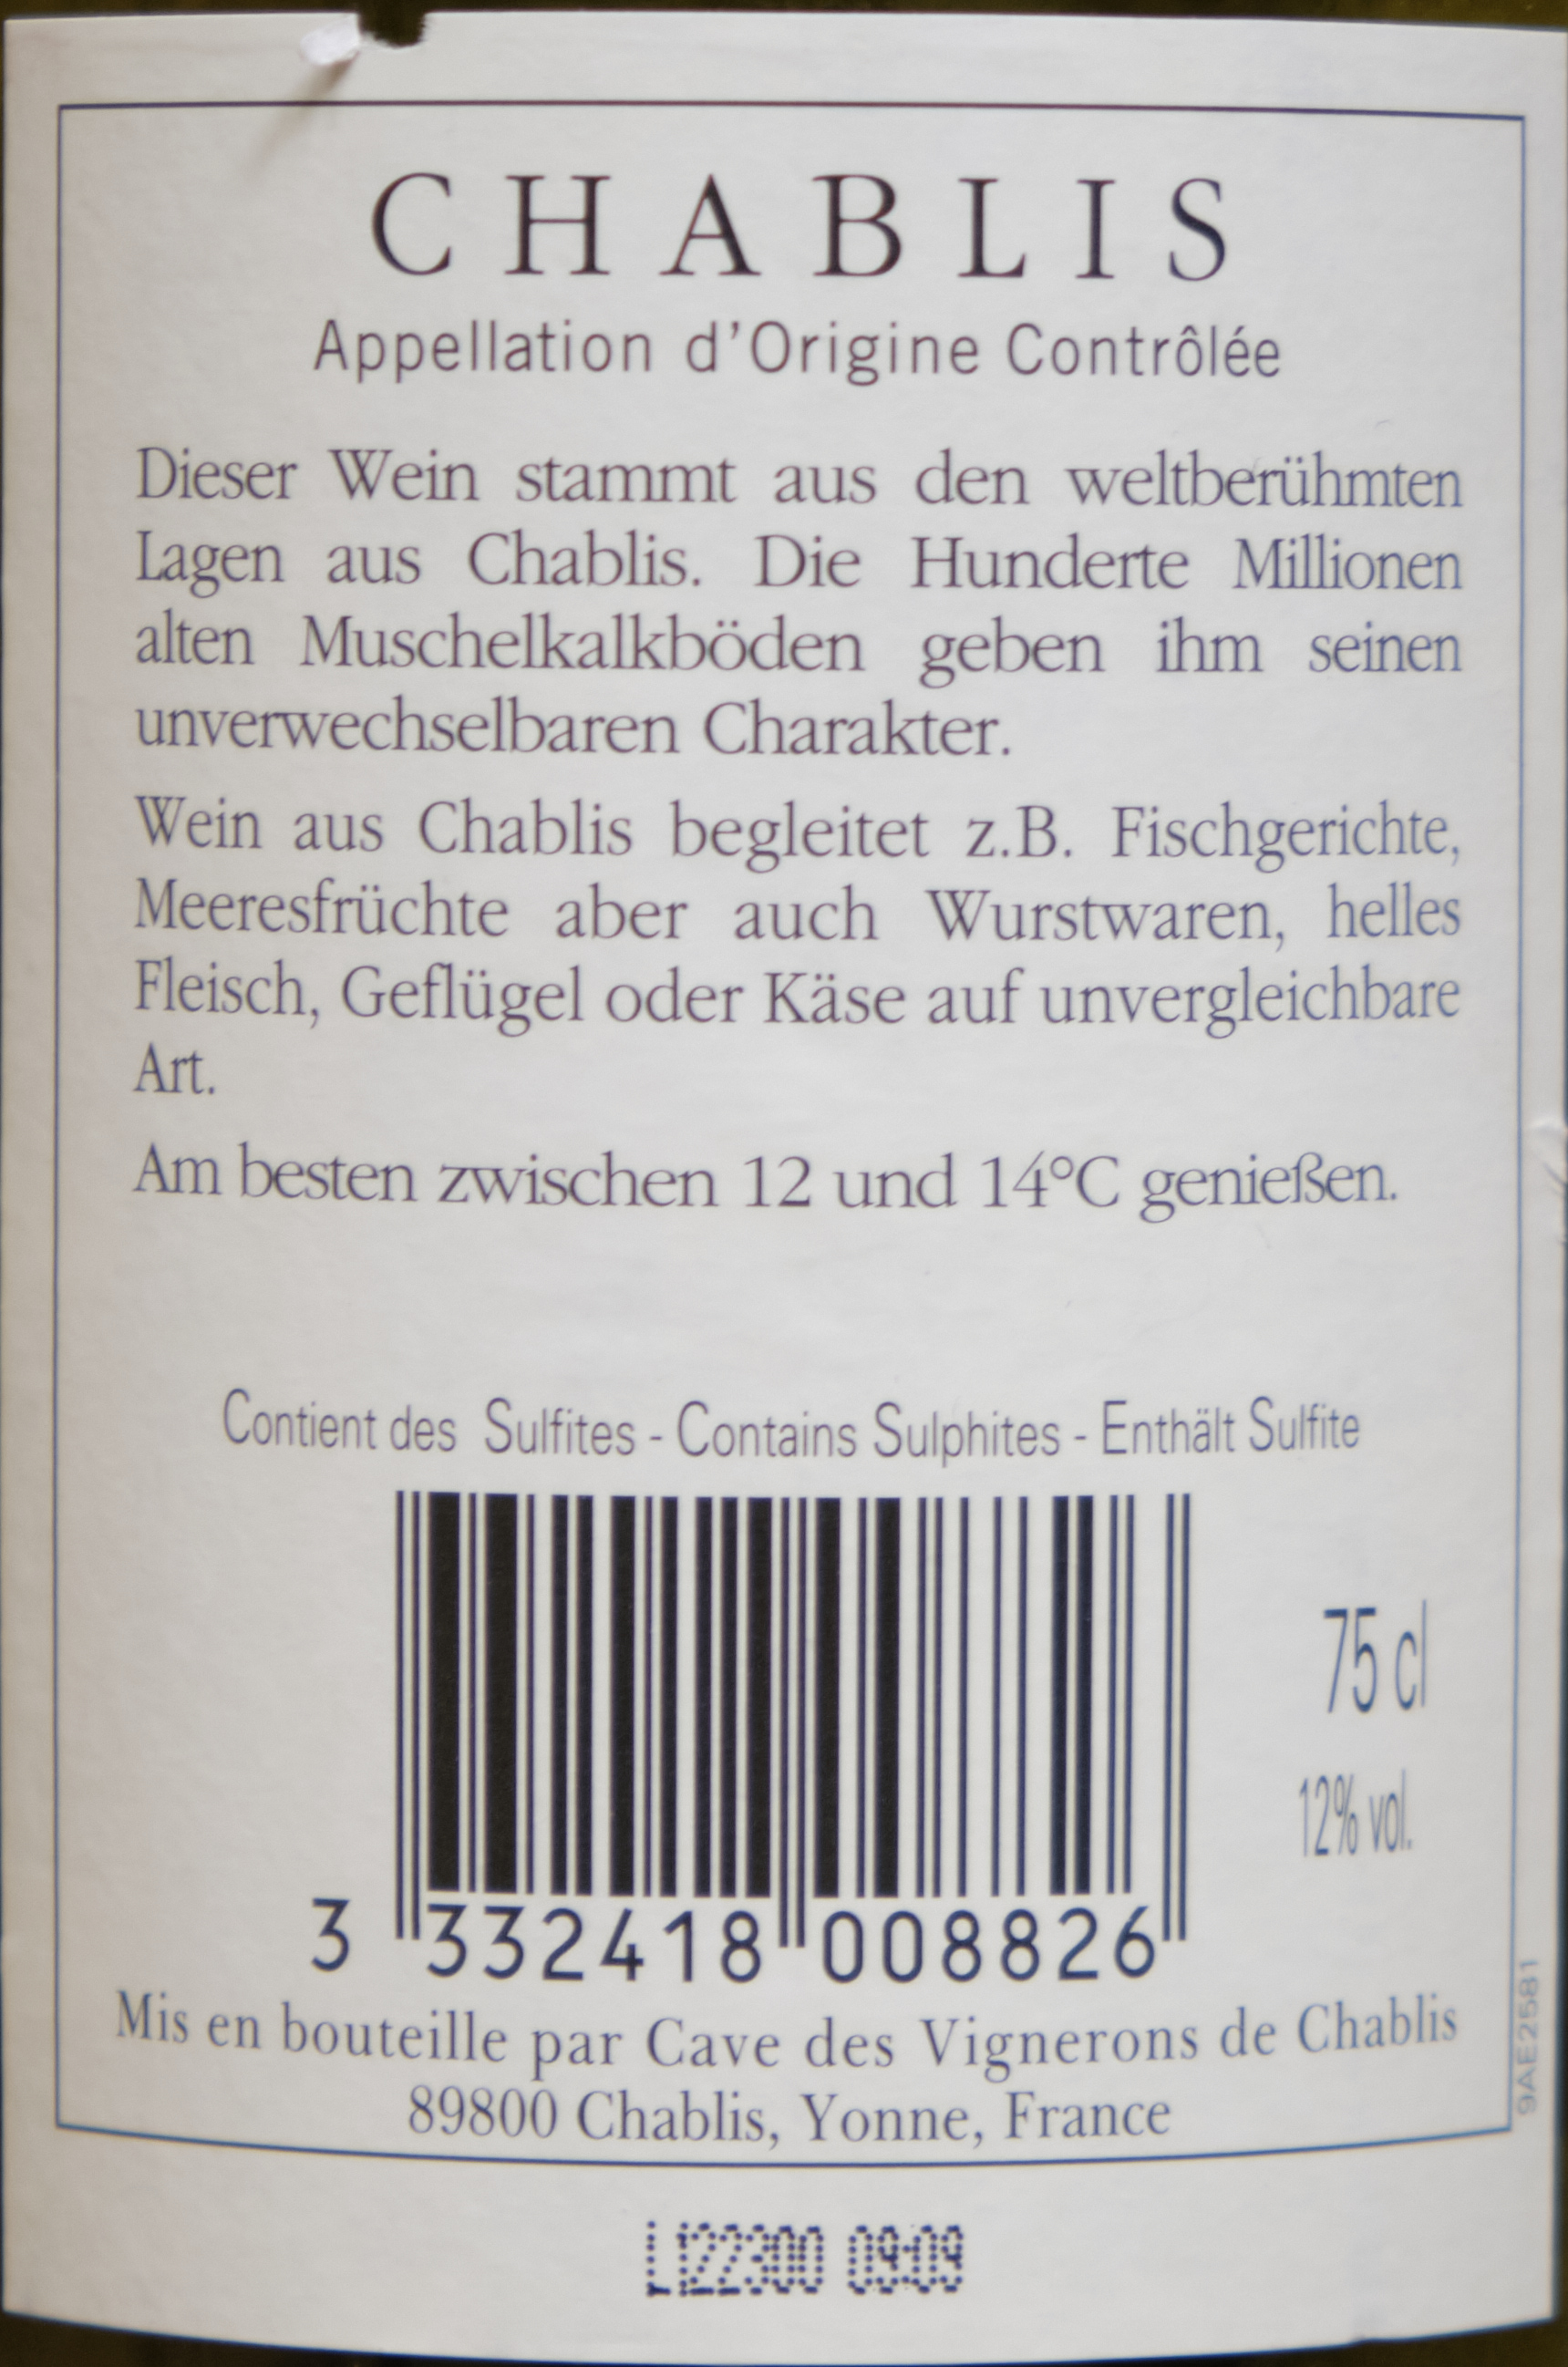 CHABLIS
Appellation d'Origine Contrôlée
Dieser Wein stammt aus den weltberühmten
Lagen aus Chablis. Die Hunderte Millionen
alten Muschelkalkböden geben ihm seinen
unverwechselbaren Charakter.
Wein aus Chablis begleitet z.B. Fischgerichte,
Meeresfrüchte aber auch Wurstwaren, helles
Fleisch, Geflügel oder Käse auf unvergleichbare
Art.
Am besten zwischen 12 und 14°C genießen.
Contient des Sulfites - Contains Sulphites - Enthält Sulfite
75 cl
12% vol.
3 332418 008826
Mis en bouteille par Cave des Vignerons de Chablis
89800 Chablis, Yonne, France
9AE2581
L122300 09:09